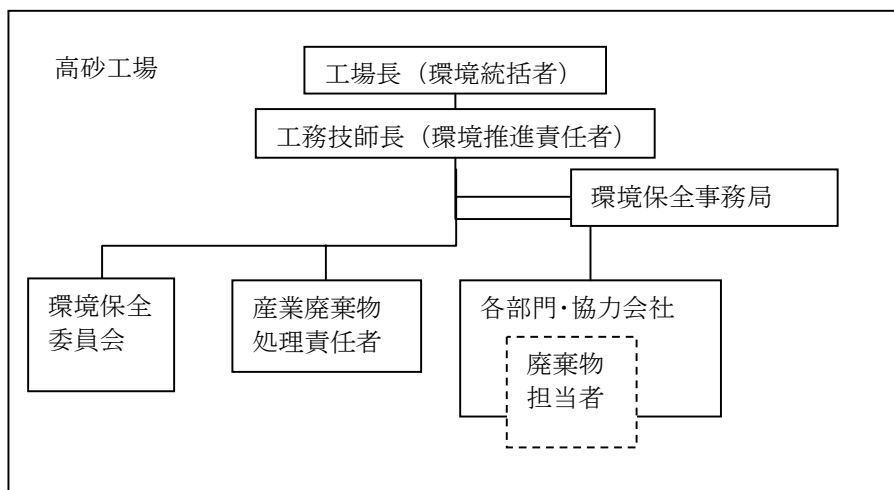 高砂工場
工場長（環境統括者）
工務技師長（環境推進責任者）
環境保全事務局
環境保全
委員会
産業廃棄物
処理責任者
各部門・協力会社
廃棄物
担当者